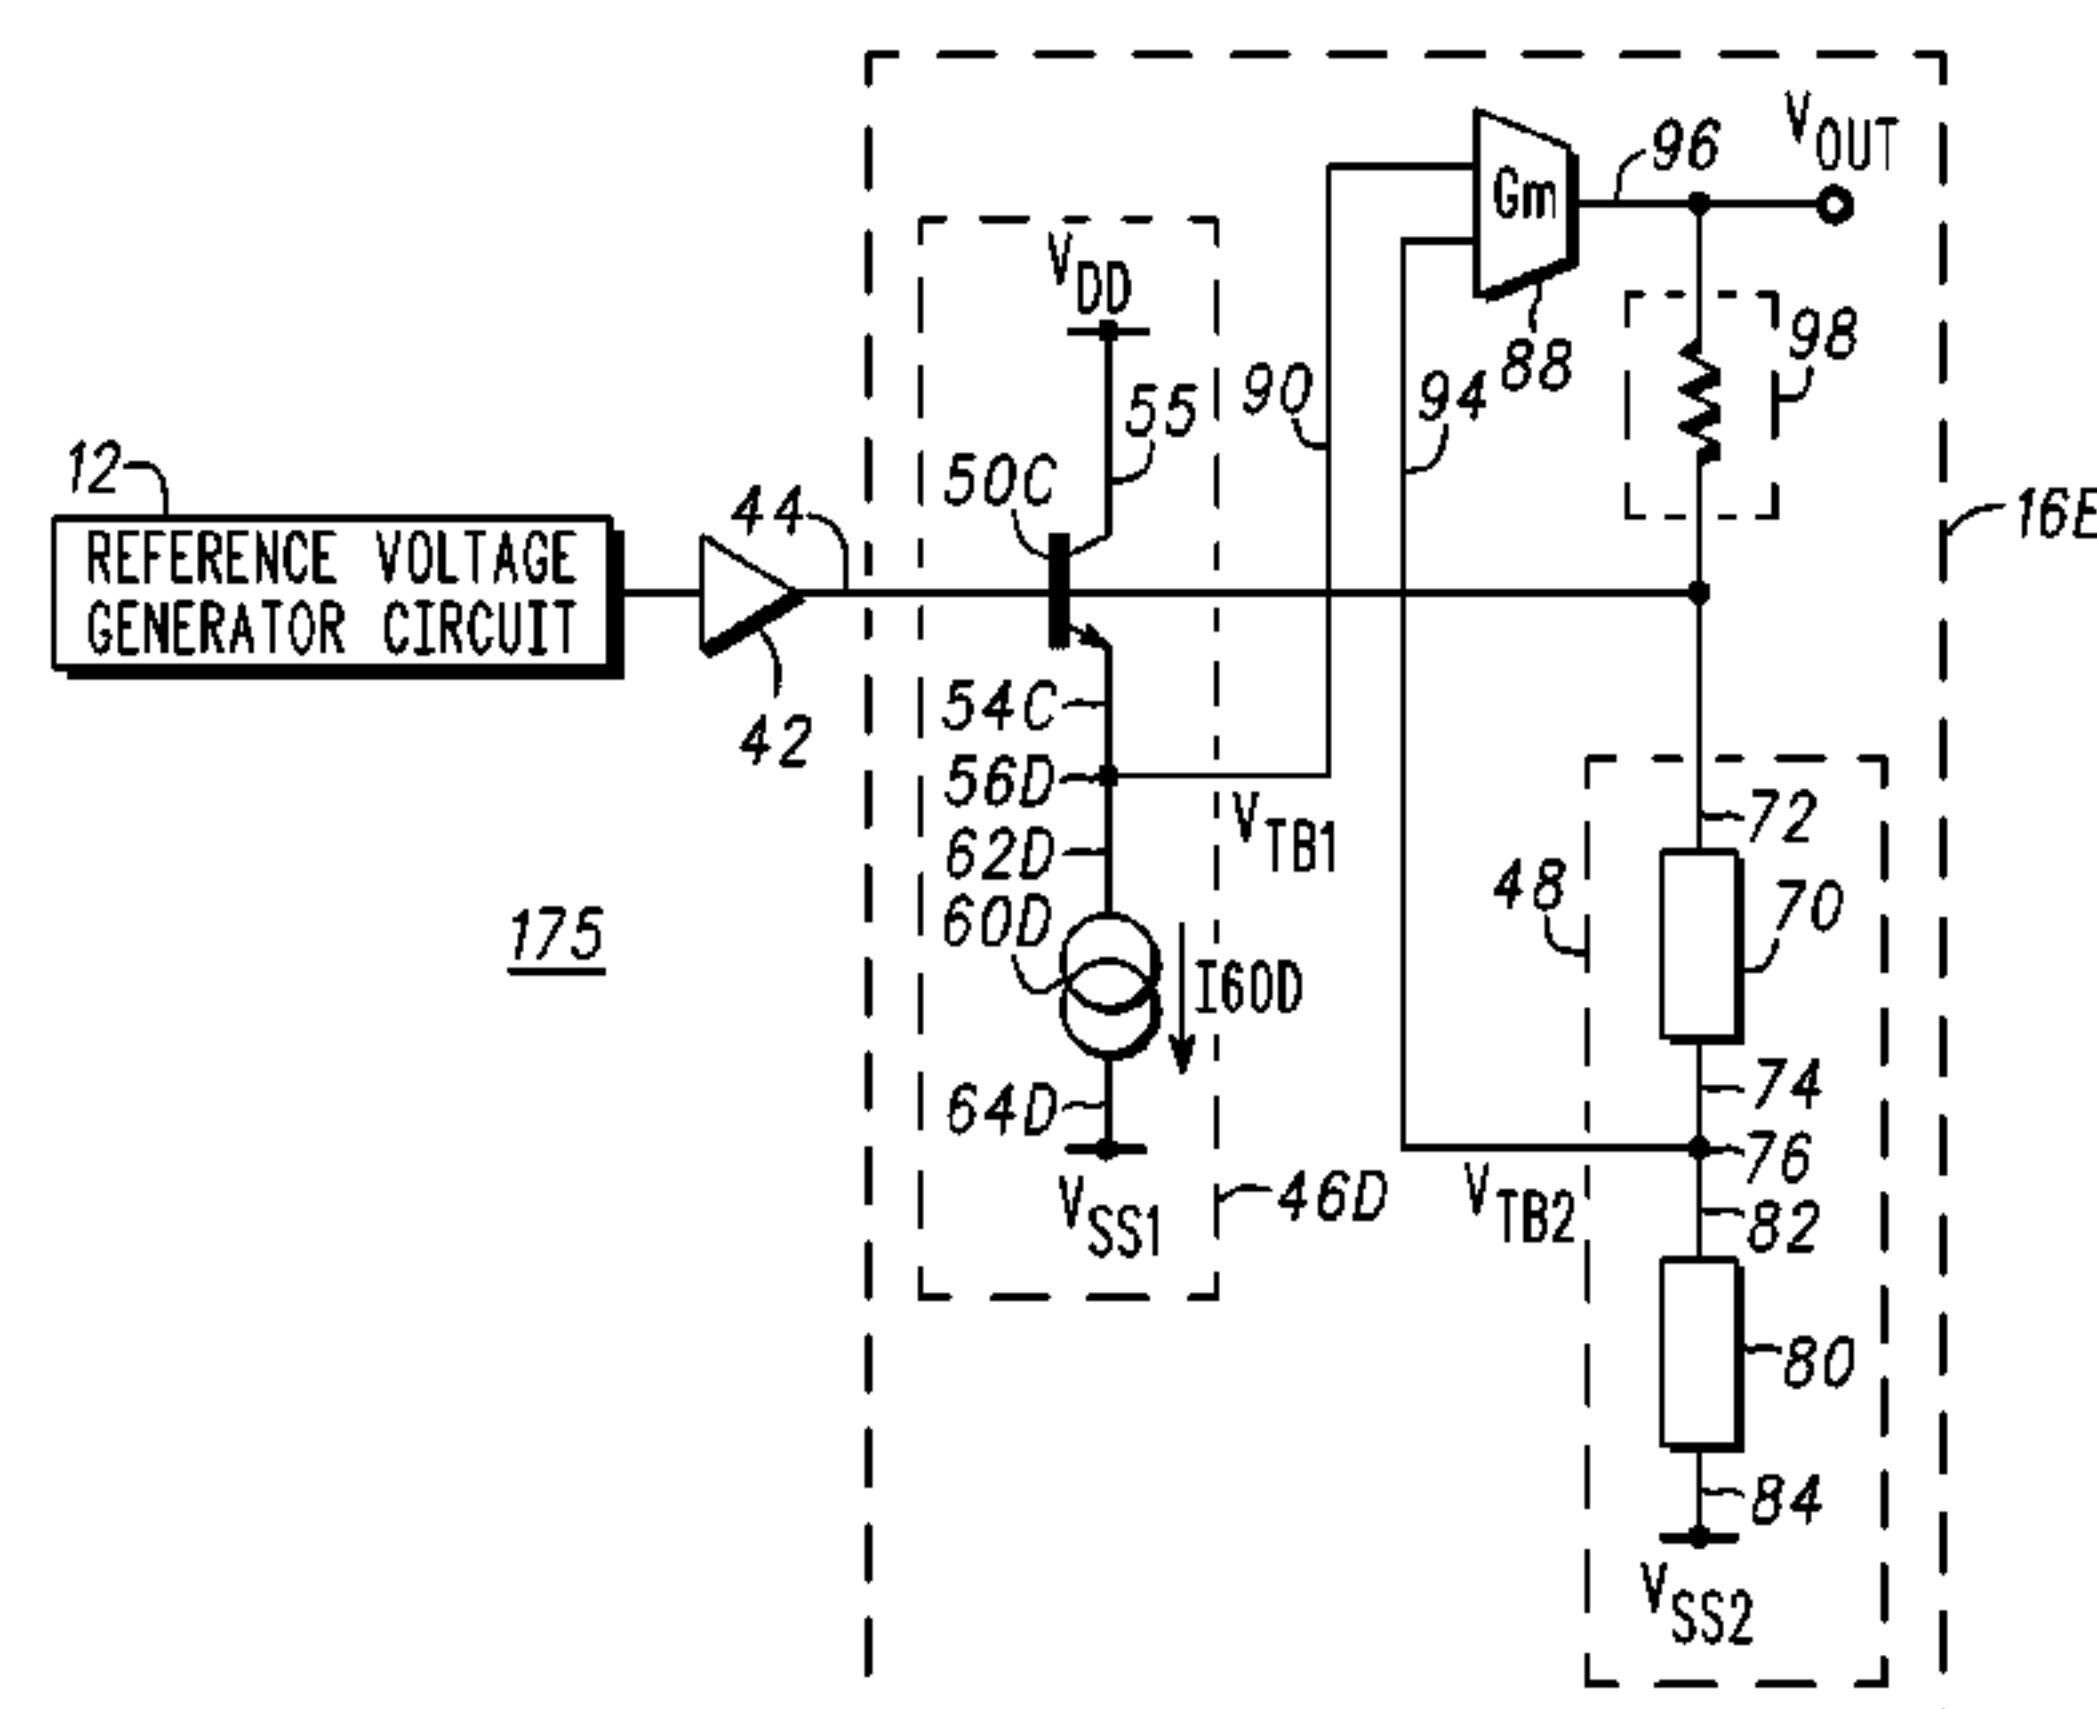 V_OUT
96
Gm
V_DD
98
88
90
94
55
12
50C
44
16E
REFERENCE VOLTAGE
GENERATOR CIRCUIT
54C
42
56D
72
V_TB1
62D
48
70
60D
175
I60D
74
64D
76
V_SS1
46D
V_TB2
82
80
84
V_SS2